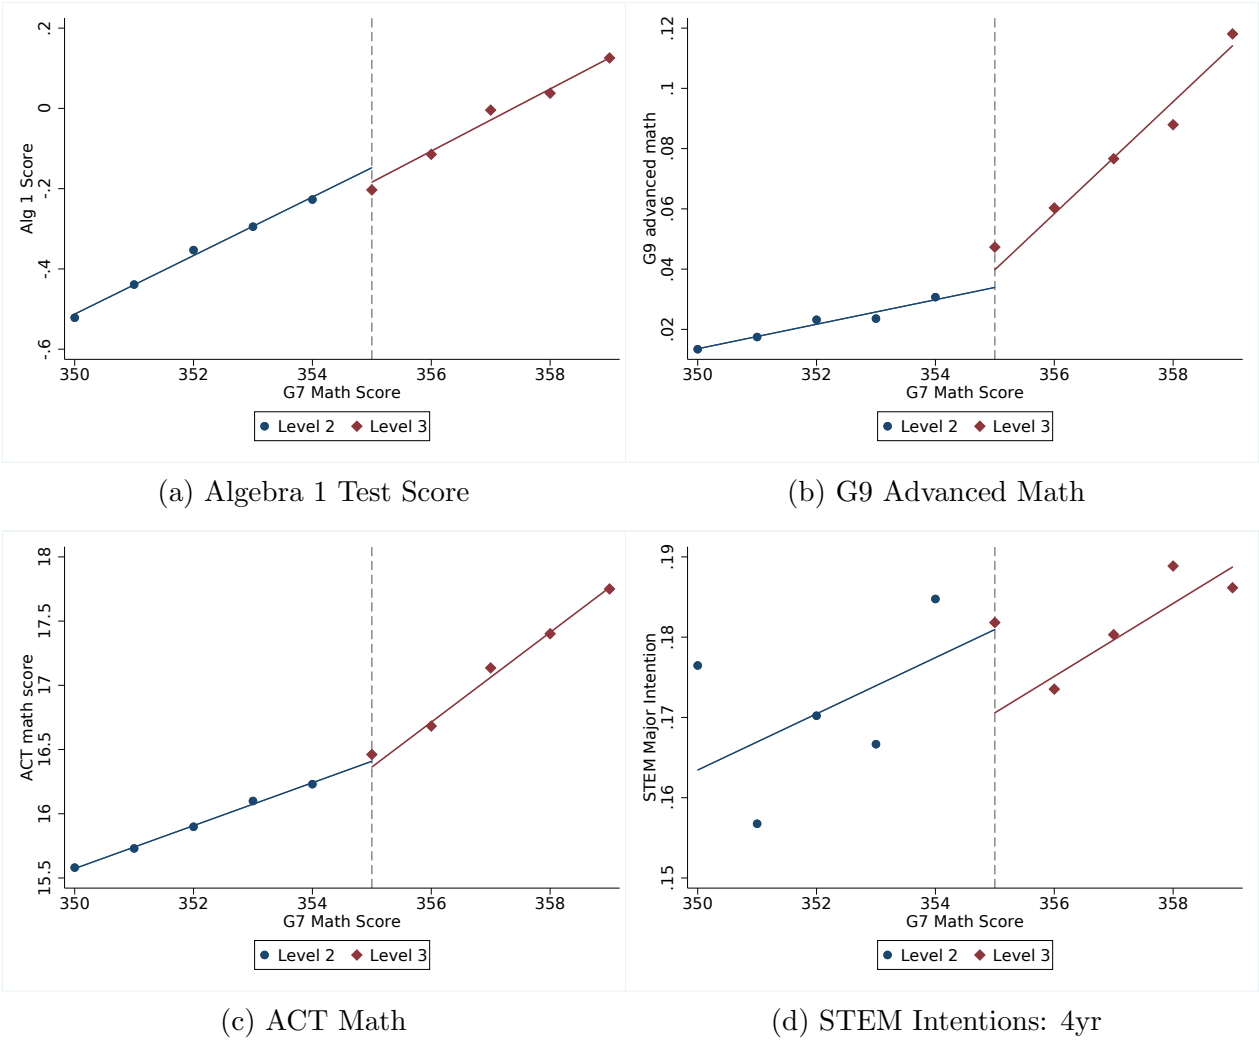 .2
0
-.2
-.4
-.6
Alg 1 Score
350 352 354 356 358
G7 Math Score
Level 2 Level 3
(a) Algebra 1 Test Score
.12
.1
.08
.06
.04
.02
G9 advanced math
350 352 354 356 358
G7 Math Score
Level 2 Level 3
(b) G9 Advanced Math
18
17.5
17
16.5
16
15.5
ACT math score
350 352 354 356 358
G7 Math Score
Level 2 Level 3
(c) ACT Math
.19
.18
.17
.16
.15
STEM Major Intention
350 352 354 356 358
G7 Math Score
Level 2 Level 3
(d) STEM Intentions: 4yr